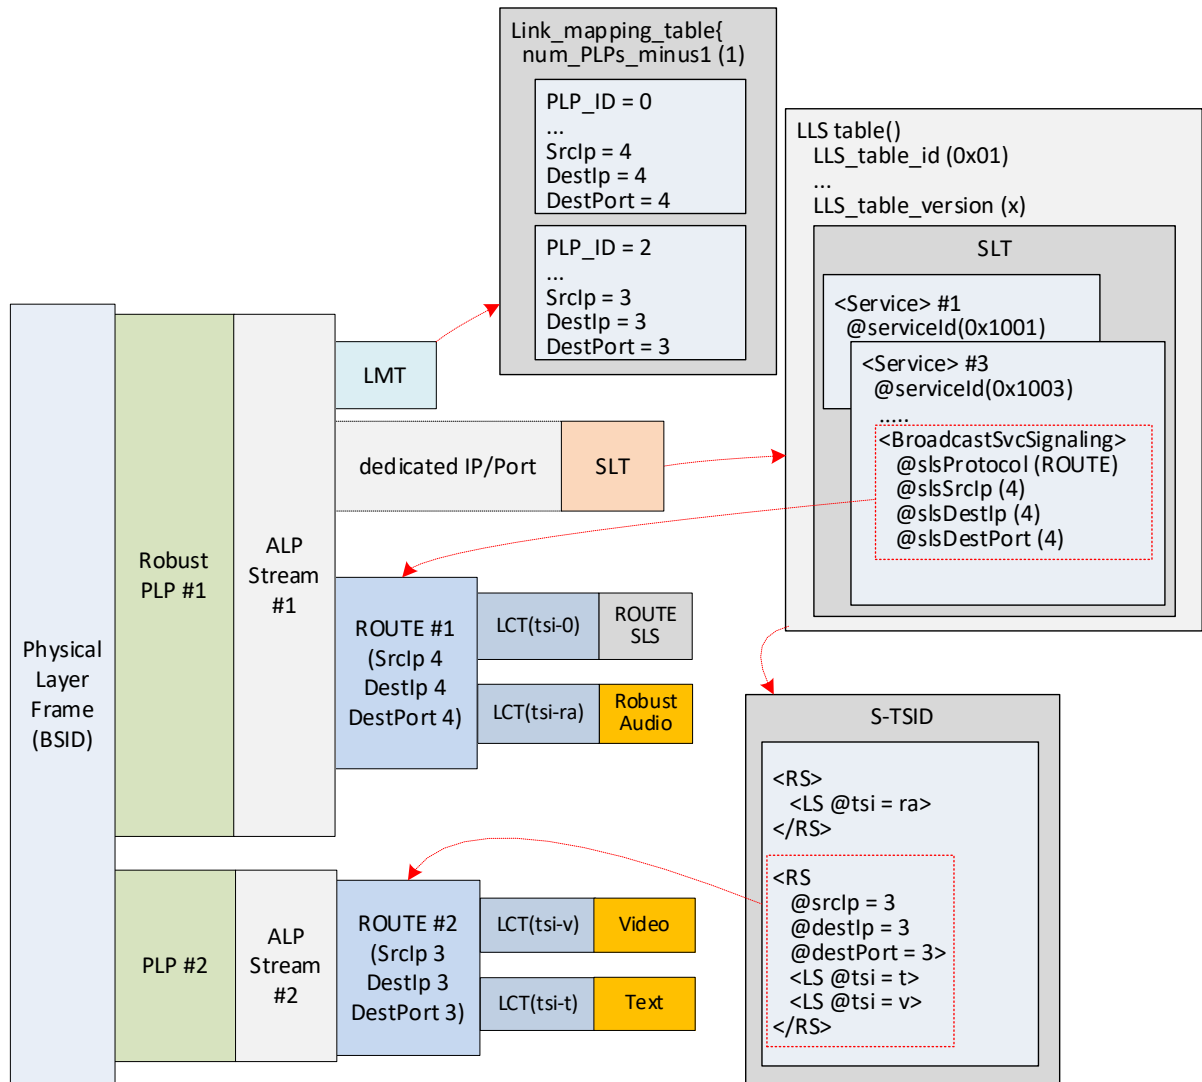 Link_mapping_table{
num_PLPs_minus1 (1)
PLP_ID = 0
...
SrcIp = 4
DestIp = 4
DestPort = 4
PLP_ID = 2
...
SrcIp = 3
DestIp = 3
DestPort = 3
LLS table()
LLS_table_id (0x01)
...
LLS_table_version (x)
SLT
<Service> #1
@serviceId(0x1001)
<Service> #3
@serviceId(0x1003)
.....
<BroadcastSvcSignaling>
@slsProtocol (ROUTE)
@slsSrcIp (4)
@slsDestIp (4)
@slsDestPort (4)
Physical
Layer
Frame
(BSID)
Robust
PLP #1
ALP
Stream
#1
LMT
dedicated IP/Port
SLT
ROUTE #1
(SrcIp 4
DestIp 4
DestPort 4)
LCT(tsi-0)
ROUTE
SLS
LCT(tsi-ra)
Robust
Audio
PLP #2
ALP
Stream
#2
ROUTE #2
(SrcIp 3
DestIp 3
DestPort 3)
LCT(tsi-v)
Video
LCT(tsi-t)
Text
S-TSID
<RS>
<LS @tsi = ra>
</RS>
<RS
@srcIp = 3
@destIp = 3
@destPort = 3>
<LS @tsi = t>
<LS @tsi = v>
</RS>